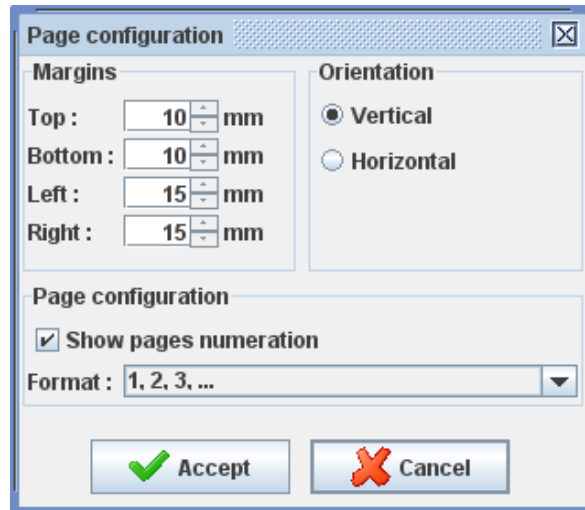 Page configuration
Margins
Top : 10 mm
Bottom : 10 mm
Left : 15 mm
Right : 15 mm
Orientation
Vertical
Horizontal
Page configuration
Show pages numeration
Format : 1, 2, 3, ...
Accept
Cancel